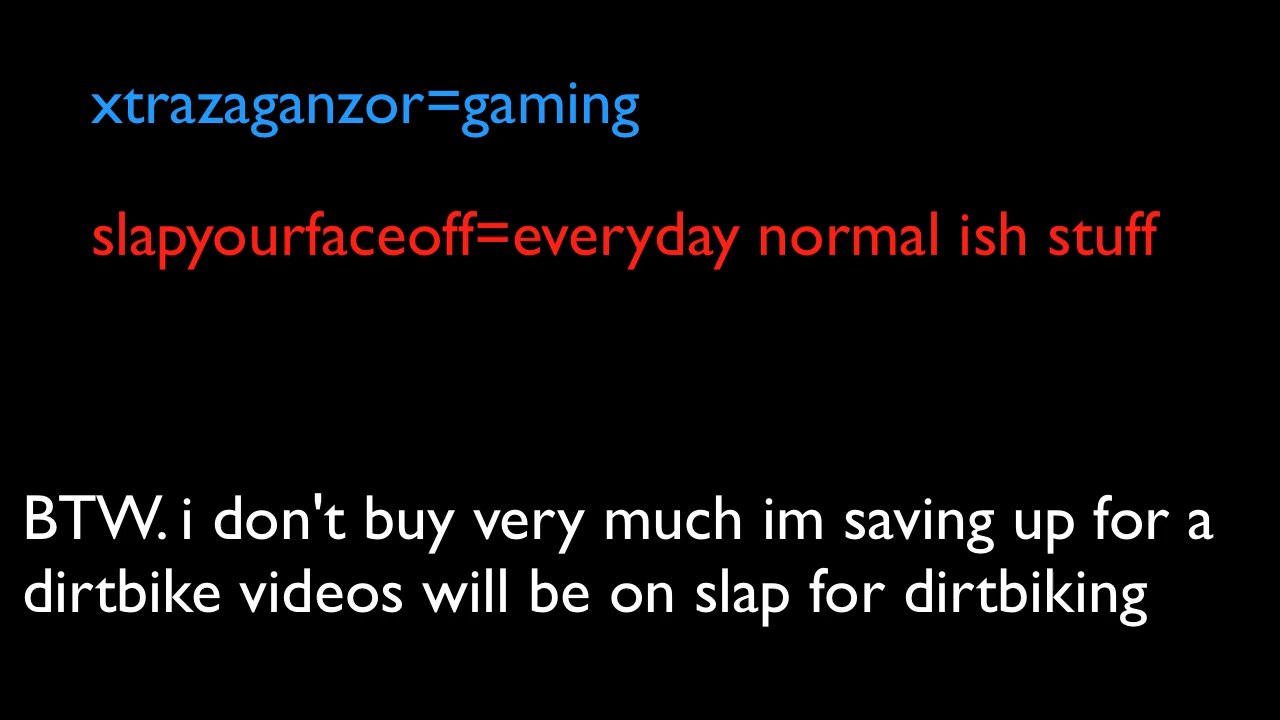 xtrazaganzor=gaming
slapyourfaceoff=everyday normal ish stuff
BTW. i don't buy very much im saving up for a
dirtbike videos will be on slap for dirtbiking